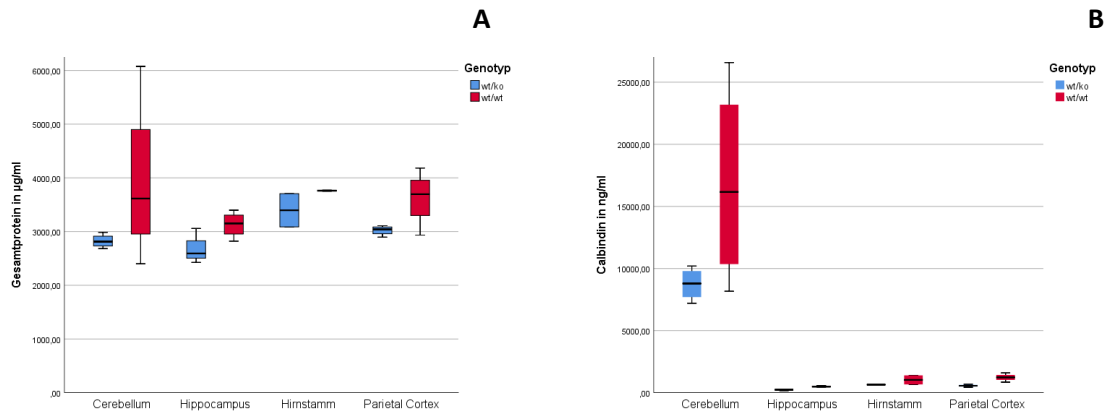 A
Gesamtprotein in µg/ml
6000,00
5000,00
4000,00
3000,00
2000,00
1000,00
,00
Cerebellum Hippocampus Hirnstamm Parietal Cortex
Genotyp
wt/ko
wt/wt
B
Calbindin in ng/ml
25000,00
20000,00
15000,00
10000,00
5000,00
,00
Cerebellum Hippocampus Hirnstamm Parietal Cortex
Genotyp
wt/ko
wt/wt